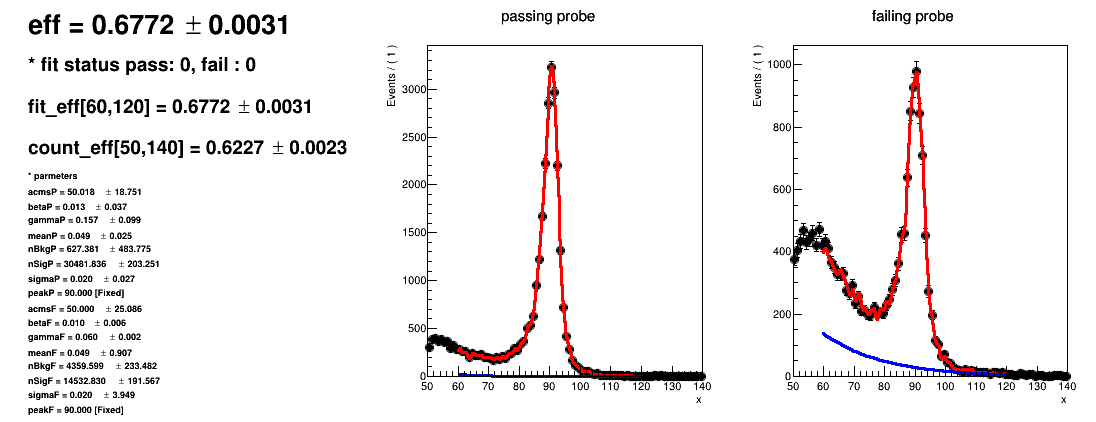 eff = 0.6772 ± 0.0031
* fit status pass: 0, fail : 0
fit_eff[60,120] = 0.6772 ± 0.0031
count_eff[50,140] = 0.6227 ± 0.0023
* parmeters
acmsP = 50.018 ± 18.751
betaP = 0.013 ± 0.037
gammaP = 0.157 ± 0.099
meanP = 0.049 ± 0.025
nBkgP = 627.381 ± 483.775
nSigP = 30481.836 ± 203.251
sigmaP = 0.020 ± 0.027
peakP = 90.000 [Fixed]
acmsF = 50.000 ± 25.086
betaF = 0.010 ± 0.006
gammaF = 0.060 ± 0.002
meanF = 0.049 ± 0.907
nBkgF = 4359.599 ± 233.482
nSigF = 14532.830 ± 191.567
sigmaF = 0.020 ± 3.949
peakF = 90.000 [Fixed]
passing probe
Events / ( 1 )
3000
2500
2000
1500
1000
500
0
50 60 70 80 90 100 110 120 130 140
x
failing probe
Events / ( 1 )
1000
800
600
400
200
0
50 60 70 80 90 100 110 120 130 140
x